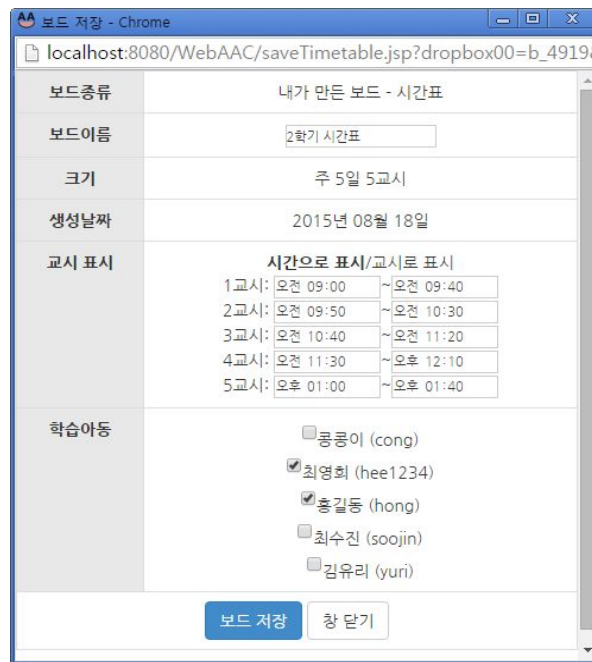 보드 저장 - Chrome
localhost:8080/WebAAC/saveTimetable.jsp?dropbox00=b_4919&
보드종류 내가 만든 보드 - 시간표
보드이름 2학기 시간표
크기 주 5일 5교시
생성날짜 2015년 08월 18일
교시 표시 시간으로 표시/교시로 표시
1교시: 오전 09:00 ~ 오전 09:40
2교시: 오전 09:50 ~ 오전 10:30
3교시: 오전 10:40 ~ 오전 11:20
4교시: 오전 11:30 ~ 오후 12:10
5교시: 오후 01:00 ~ 오후 01:40
학습아동
콩콩이 (cong)
최영희 (hee1234)
홍길동 (hong)
최수진 (soojin)
김유리 (yuri)
보드 저장 창 닫기